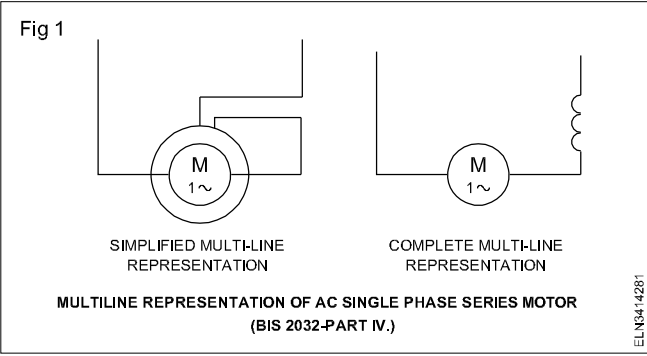 Fig 1
M
1~
M
1~
SIMPLIFIED MULTI-LINE
REPRESENTATION
COMPLETE MULTI-LINE
REPRESENTATION
MULTILINE REPRESENTATION OF AC SINGLE PHASE SERIES MOTOR
(BIS 2032-PART IV.)
ELN3414281